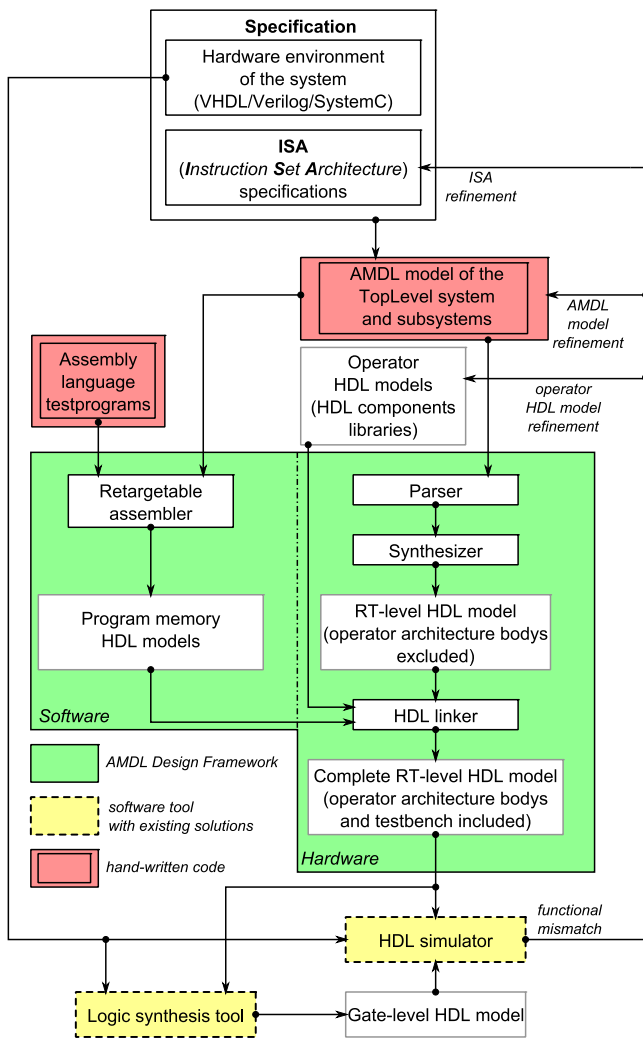 Specification
Hardware environment
of the system
(VHDL/Verilog/SystemC)
ISA
(Instruction Set Architecture)
specifications
ISA
refinement
AMDL model of the
TopLevel system
and subsystems
AMDL
model
refinement
Assembly
language
testprograms
Operator
HDL models
(HDL components
libraries)
operator
HDL model
refinement
Retargetable
assembler
Parser
Synthesizer
Program memory
HDL models
RT-level HDL model
(operator architecture bodys
excluded)
Software
HDL linker
AMDL Design Framework
Complete RT-level HDL model
(operator architecture bodys
and testbench included)
software tool
with existing solutions
hand-written code
Hardware
HDL simulator
functional
mismatch
Logic synthesis tool
Gate-level HDL model